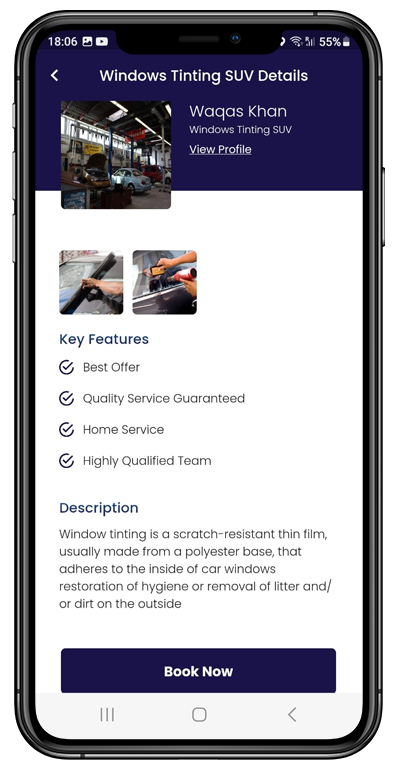 18:06
55%
Windows Tinting SUV Details
Waqas Khan
Windows Tinting SUV
View Profile
Key Features
Best Offer
Quality Service Guaranteed
Home Service
Highly Qualified Team
Description
Window tinting is a scratch-resistant thin film,
usually made from a polyester base, that
adheres to the inside of car windows
restoration of hygiene or removal of litter and/
or dirt on the outside
Book Now